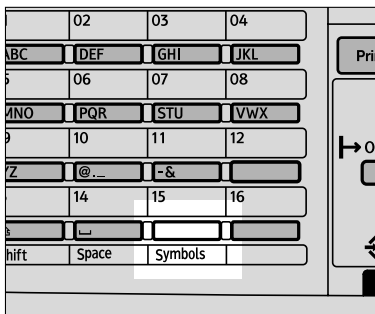 02 03 04
ABC DEF GHI JKL
Pri
06 07 08
MNO PQR STU VWX
10 11 12
YZ @._ -&
14 15 16
hift Space Symbols